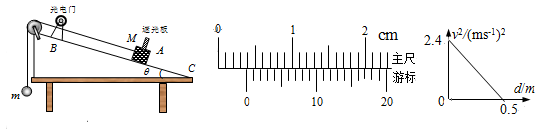 光电门
遮光板
M
A
B
θ
C
m
0 1 2 cm
主尺
游标
0 10 20
v²/(ms⁻¹)²
2.4
0
0.5
d/m